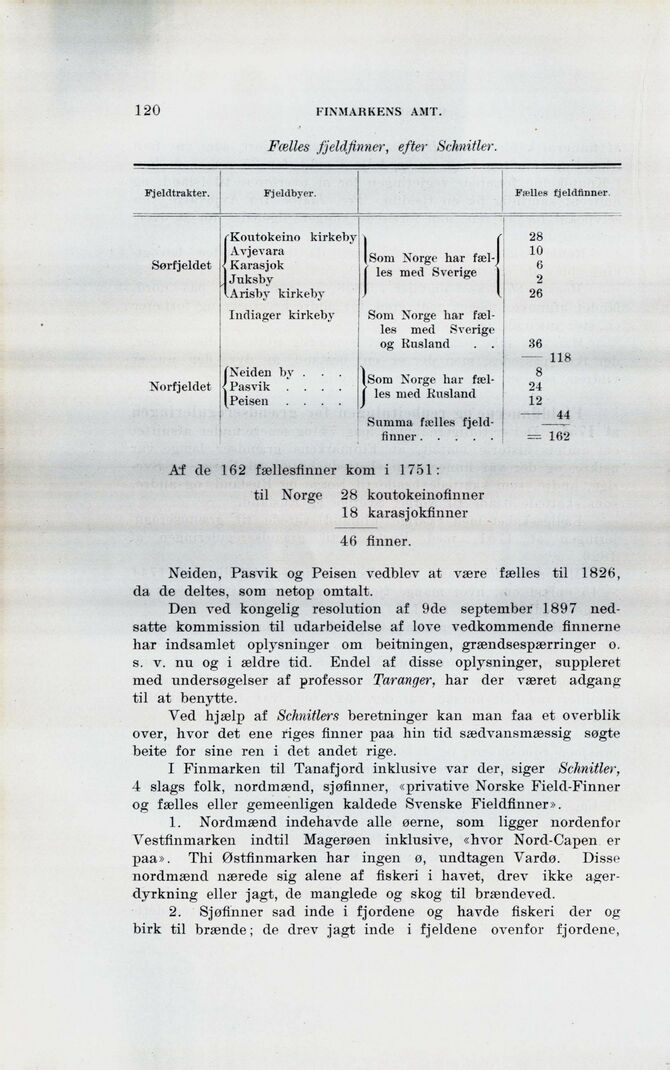 120 FINMARKENS AMT.
Fælles fjeldfinner, efter Schnitler.
Fjeldtrakter. Fjeldbyer. Fælles fjeldfinner.
Koutokeino kirkeby 28
Avjevara 10
Som Norge har fæl-
Sørfjeldet Karasjok 6
les med Sverige
Juksby 2
Arisby kirkeby 26
Indiager kirkeby Som Norge har fæl-
les med Sverige
og Rusland . . 36
— 118
Neiden by . . . 8
Som Norge har fæl-
Norfjeldet Pasvik . . . . 24
les med Rusland
Peisen . . . . 12
— 44
Summa fælles fjeld-
finner . . . . . = 162
Af de 162 fællesfinner kom i 1751:
til Norge 28 koutokeinofinner
18 karasjokfinner
46 finner.
Neiden, Pasvik og Peisen vedblev at være fælles til 1826,
da de deltes, som netop omtalt.
Den ved kongelig resolution af 9de september 1897 ned-
satte kommission til udarbeidelse af love vedkommende finnerne
har indsamlet oplysninger om beitningen, grændsespærringer o.
s. v. nu og i ældre tid. Endel af disse oplysninger, suppleret
med undersøgelser af professor Taranger, har der været adgang
til at benytte.
Ved hjælp af Schnitlers beretninger kan man faa et overblik
over, hvor det ene riges finner paa hin tid sædvansmæssig søgte
beite for sine ren i det andet rige.
I Finmarken til Tanafjord inklusive var der, siger Schnitler,
4 slags folk, nordmænd, sjøfinner, «privative Norske Field-Finner
og fælles eller gemeenligen kaldede Svenske Fieldfinner».
1. Nordmænd indehavde alle øerne, som ligger nordenfor
Vestfinmarken indtil Magerøen inklusive, «hvor Nord-Capen er
paa». Thi Østfinmarken har ingen ø, undtagen Vardø. Disse
nordmænd nærede sig alene af fiskeri i havet, drev ikke ager-
dyrkning eller jagt, de manglede og skog til brændeved.
2. Sjøfinner sad inde i fjordene og havde fiskeri der og
birk til brænde; de drev jagt inde i fjeldene ovenfor fjordene,